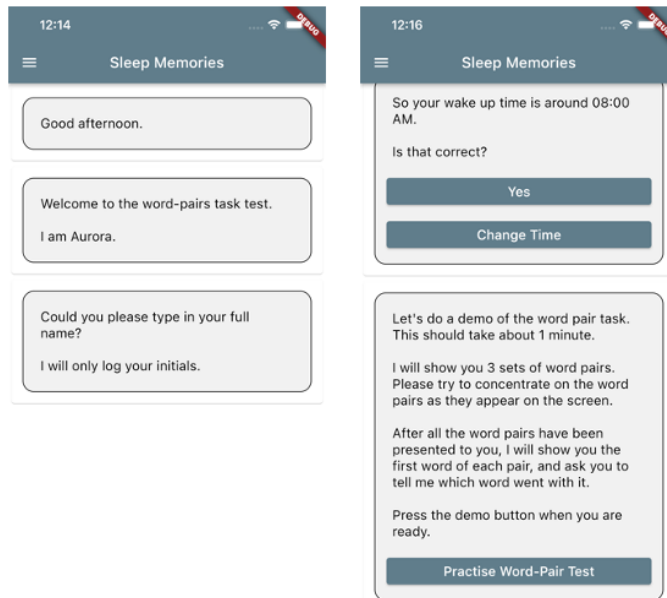 12:14
DEBUG
Sleep Memories
Good afternoon.
Welcome to the word-pairs task test.
I am Aurora.
Could you please type in your full
name?
I will only log your initials.
12:16
DEBUG
Sleep Memories
So your wake up time is around 08:00
AM.
Is that correct?
Yes
Change Time
Let's do a demo of the word pair task.
This should take about 1 minute.
I will show you 3 sets of word pairs.
Please try to concentrate on the word
pairs as they appear on the screen.
After all the word pairs have been
presented to you, I will show you the
first word of each pair, and ask you to
tell me which word went with it.
Press the demo button when you are
ready.
Practise Word-Pair Test